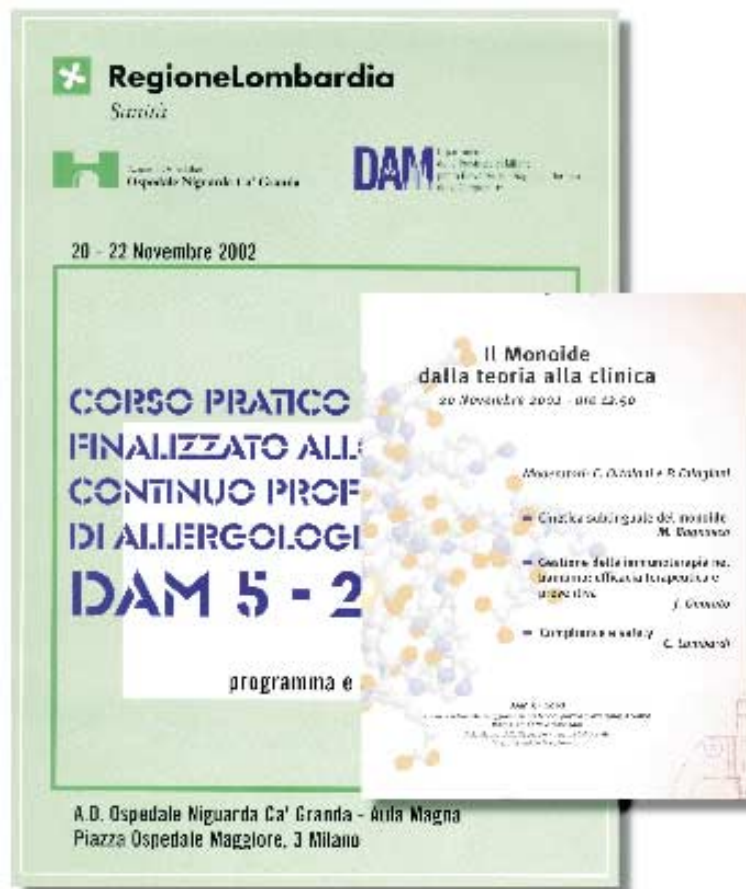 RegioneLombardia
Sanità
Ospedale Niguarda Ca' Granda
DAM
20 - 22 Novembre 2002
CORSO PRATICO
FINALIZZATO ALL
CONTINUO PROF
DI ALLERGOLOGI
DAM 5 - 2
programma e
A.O. Ospedale Niguarda Ca' Granda - Aula Magna
Piazza Ospedale Maggiore, 3 Milano
Il Monoide
dalla teoria alla clinica
20 Novembre 2002 - ore 12.50
Moderatori: C. Ortolani e
Cinetica sublinguale del monoide
M. Bagnasco
Gestione della immunoterapia nel
bambino: efficacia terapeutica e
preventiva
Compliance e safety
C. Lombardi